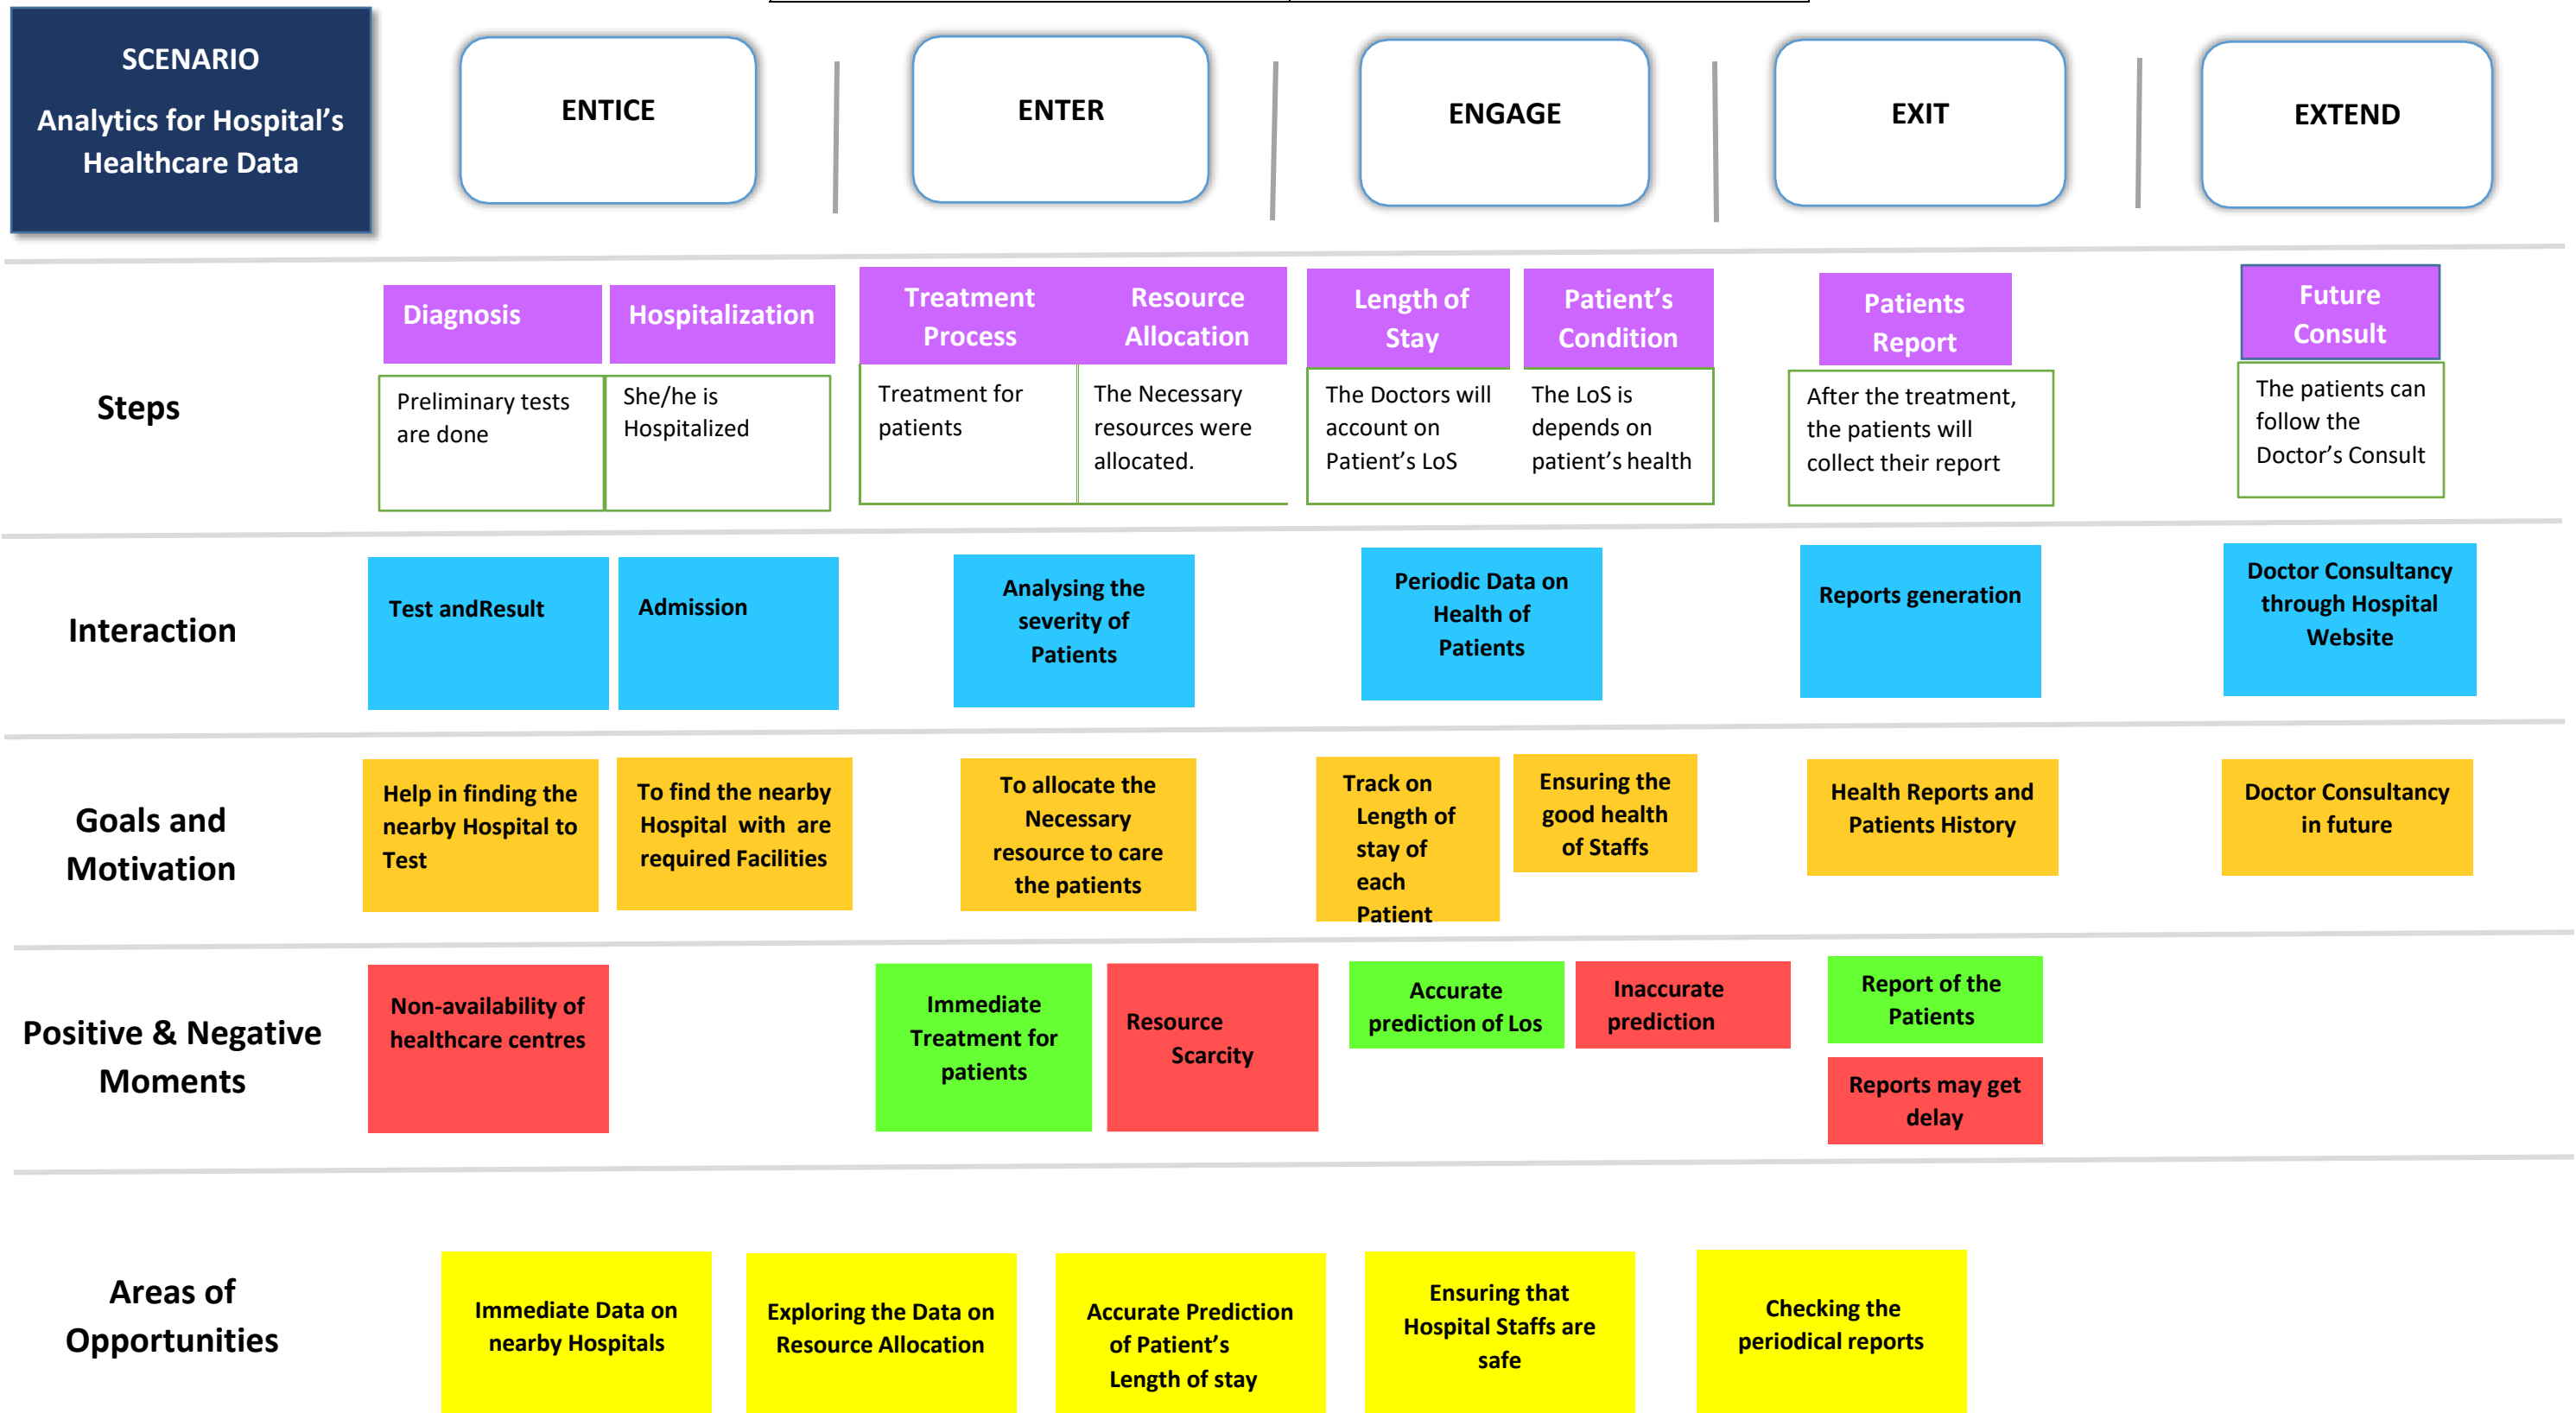 SCENARIO
Analytics for Hospital’s
Healthcare Data
ENTICE
ENTER
ENGAGE
EXIT
EXTEND
Steps
Diagnosis
Preliminary tests
are done
Hospitalization
She/he is
Hospitalized
Treatment
Process
Treatment for
patients
Resource
Allocation
The Necessary
resources were
allocated.
Length of
Stay
The Doctors will
account on
Patient’s LoS
Patient’s
Condition
The LoS is
depends on
patient’s health
Patients
Report
After the treatment,
the patients will
collect their report
Future
Consult
The patients can
follow the
Doctor’s Consult
Interaction
Test andResult
Admission
Analysing the
severity of
Patients
Periodic Data on
Health of
Patients
Reports generation
Doctor Consultancy
through Hospital
Website
Goals and
Motivation
Help in finding the
nearby Hospital to
Test
To find the nearby
Hospital with are
required Facilities
To allocate the
Necessary
resource to care
the patients
Track on
Length of
stay of
each
Patient
Ensuring the
good health
of Staffs
Health Reports and
Patients History
Doctor Consultancy
in future
Positive & Negative
Moments
Non-availability of
healthcare centres
Immediate
Treatment for
patients
Resource
Scarcity
Accurate
prediction of Los
Inaccurate
prediction
Report of the
Patients
Reports may get
delay
Areas of
Opportunities
Immediate Data on
nearby Hospitals
Exploring the Data on
Resource Allocation
Accurate Prediction
of Patient’s
Length of stay
Ensuring that
Hospital Staffs are
safe
Checking the
periodical reports